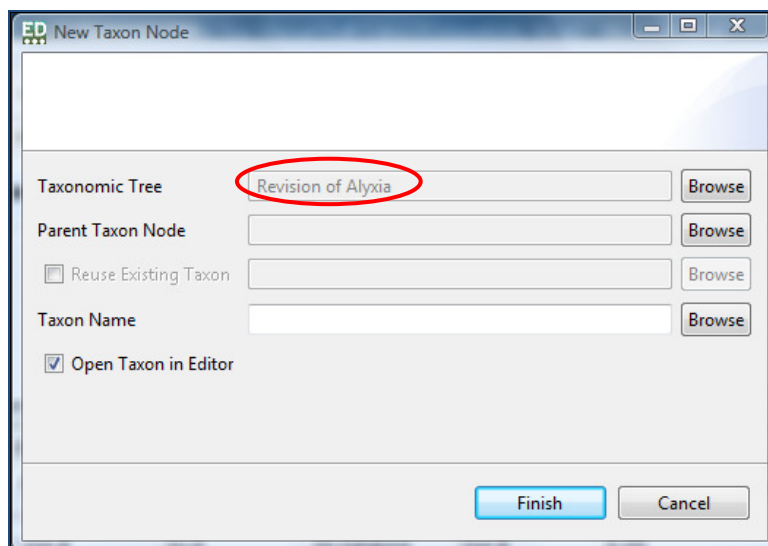 ED New Taxon Node
Taxonomic Tree Revision of Alyxia Browse
Parent Taxon Node Browse
Reuse Existing Taxon Browse
Taxon Name Browse
Open Taxon in Editor
Finish Cancel